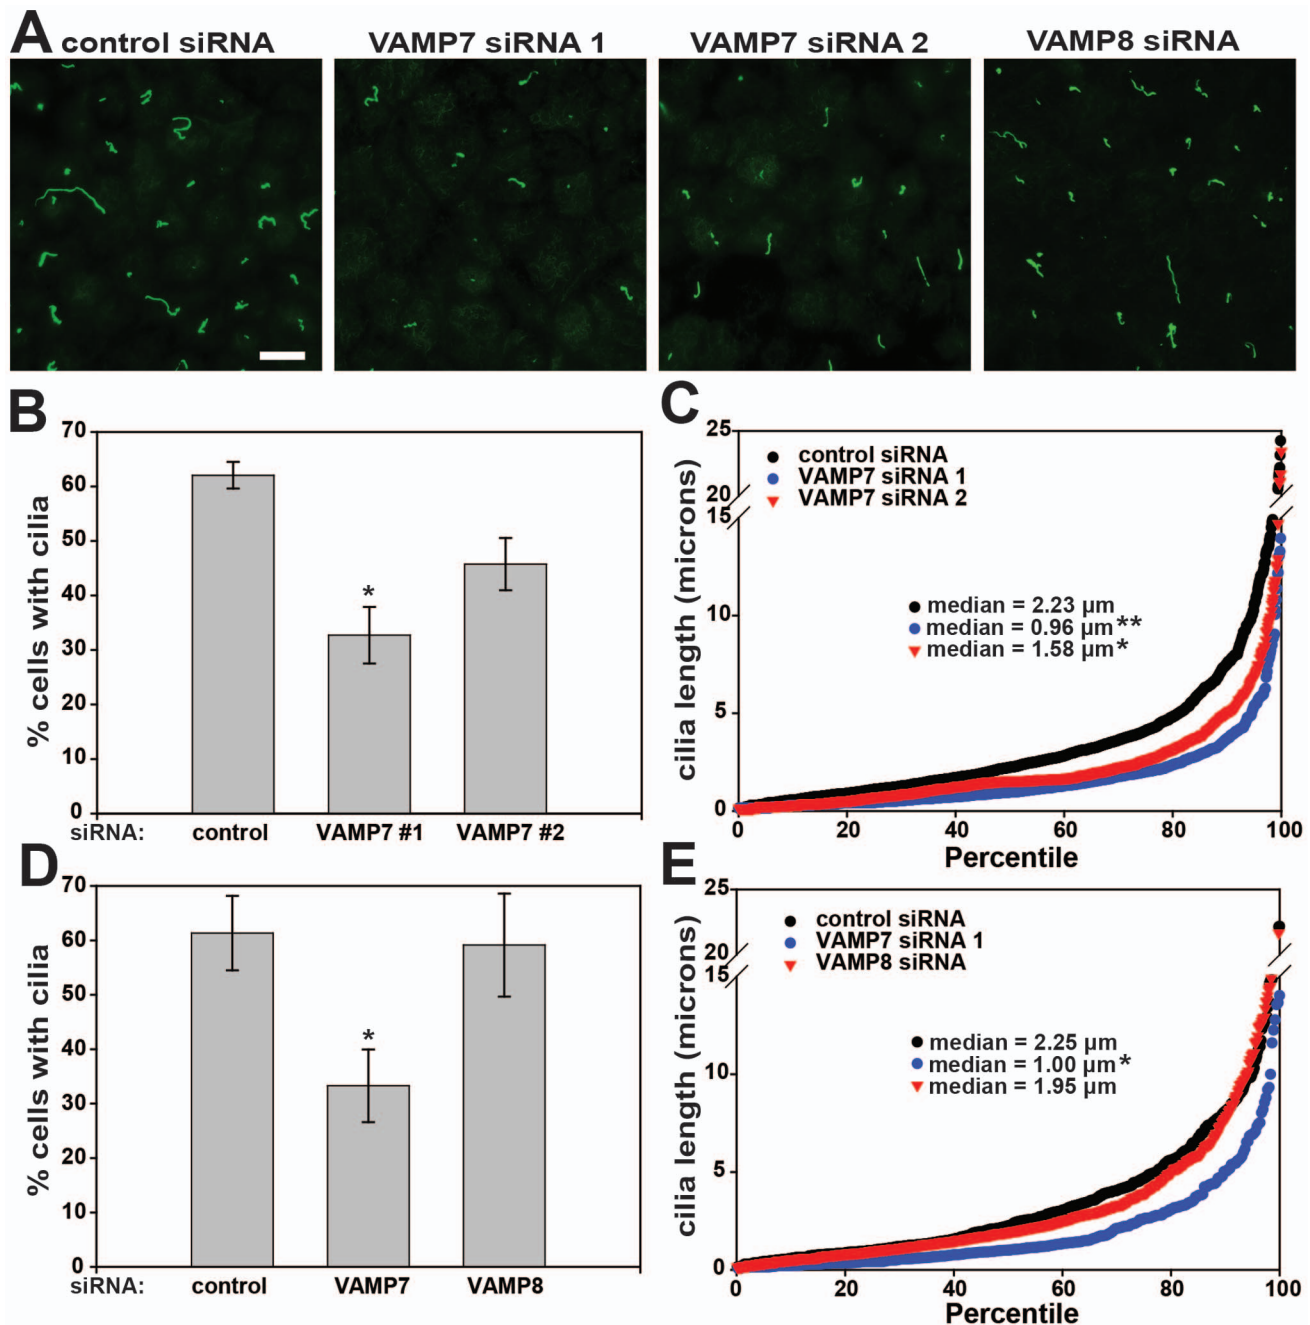 A
control siRNA
VAMP7 siRNA 1
VAMP7 siRNA 2
VAMP8 siRNA
B
% cells with cilia
70
60
50
40
30
20
10
0
siRNA:
control
VAMP7 #1
VAMP7 #2
*
C
cilia length (microns)
25
20
15
10
5
0
control siRNA
VAMP7 siRNA 1
VAMP7 siRNA 2
median = 2.23 µm
median = 0.96 µm**
median = 1.58 µm*
0
20
40
60
80
100
Percentile
D
% cells with cilia
70
60
50
40
30
20
10
0
siRNA:
control
VAMP7
VAMP8
*
E
cilia length (microns)
25
20
15
10
5
0
control siRNA
VAMP7 siRNA 1
VAMP8 siRNA
median = 2.25 µm
median = 1.00 µm*
median = 1.95 µm
0
20
40
60
80
100
Percentile